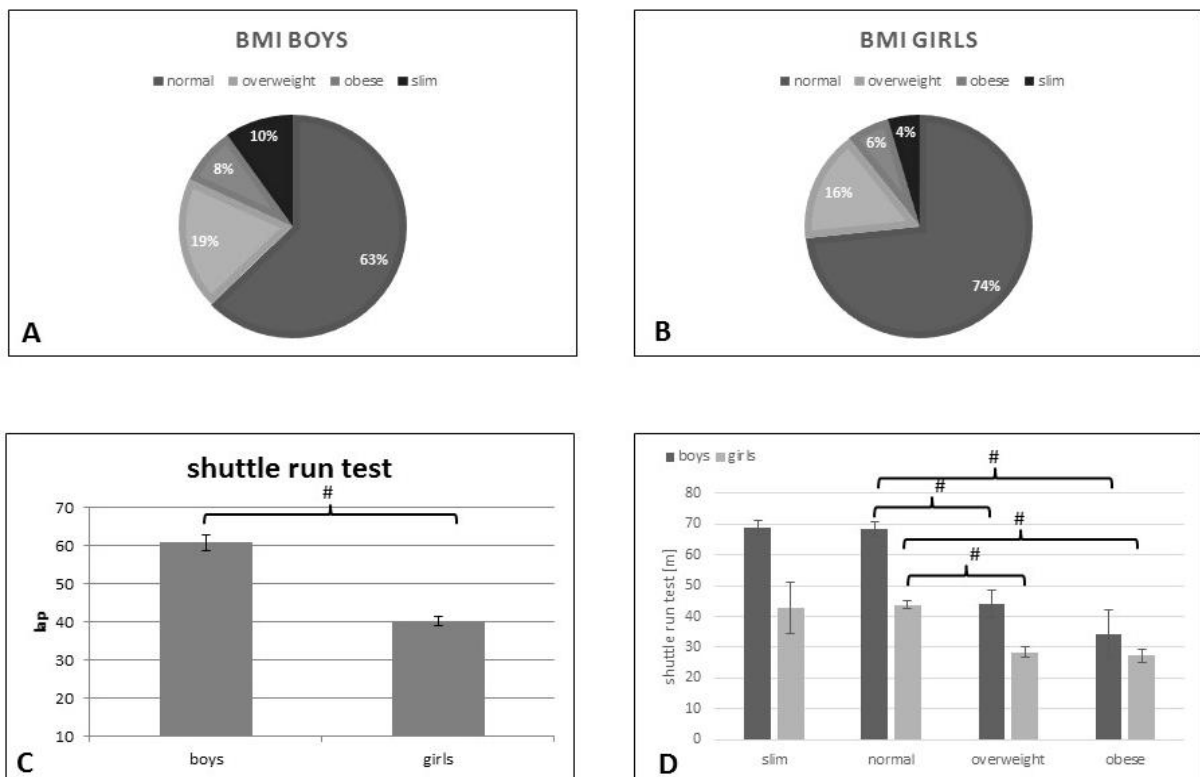 BMI BOYS
normal overweight obese slim
10%
8%
19%
63%
A
BMI GIRLS
normal overweight obese slim
4%
6%
16%
74%
B
shuttle run test
#
70
60
50
40
30
20
10
lap
boys girls
C
boys girls
#
#
#
#
80
70
60
50
40
30
20
10
0
shuttle run test [m]
slim normal overweight obese
D